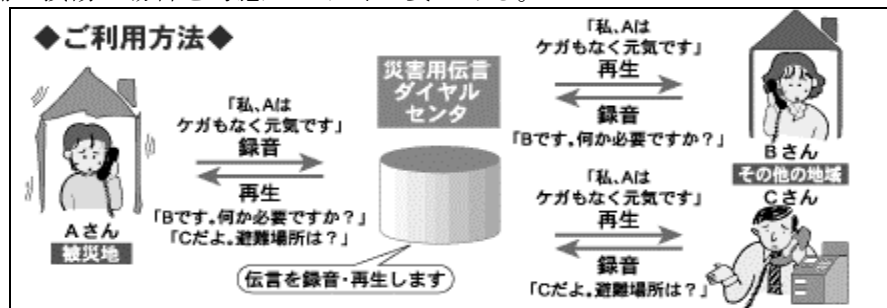 ◆ご利用方法◆
「私、Aは
ケガもなく元気です」
録音
再生
「Bです。何か必要ですか？」
「Cだよ。避難場所は？」
Aさん
被災地
災害用伝言
ダイヤル
センタ
伝言を録音・再生します
「私、Aは
ケガもなく元気です」
再生
録音
「Bです。何か必要ですか？」
Bさん
その他の地域
Cさん
「私、Aは
ケガもなく元気です」
再生
録音
「Cだよ。避難場所は？」